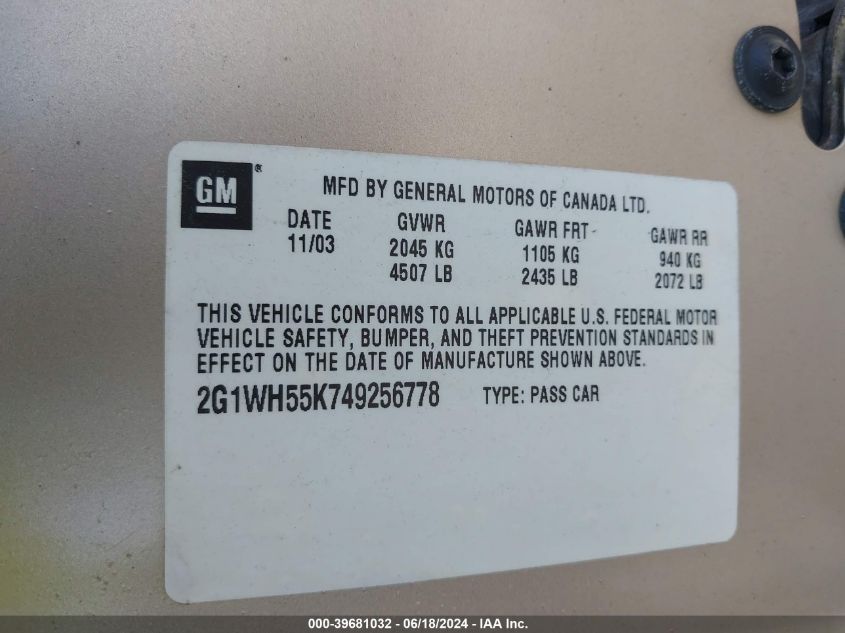 GM®
MFD BY GENERAL MOTORS OF CANADA LTD.
DATE GVWR GAWR FRT GAWR RR
11/03 2045 KG 1105 KG 940 KG
4507 LB 2435 LB 2072 LB
THIS VEHICLE CONFORMS TO ALL APPLICABLE U.S. FEDERAL MOTOR
VEHICLE SAFETY, BUMPER, AND THEFT PREVENTION STANDARDS IN
EFFECT ON THE DATE OF MANUFACTURE SHOWN ABOVE.
2G1WH55K749256778 TYPE: PASS CAR
000-39681032 - 06/18/2024 - IAA Inc.